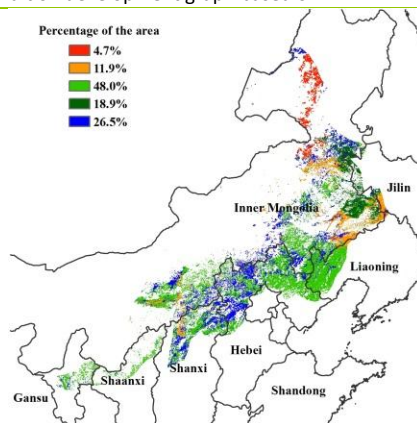 Percentage of the area
4.7%
11.9%
48.0%
18.9%
26.5%
Jilin
Inner Mongolia
Liaoning
Hebei
Shanxi
Shaanxi
Gansu
Shandong